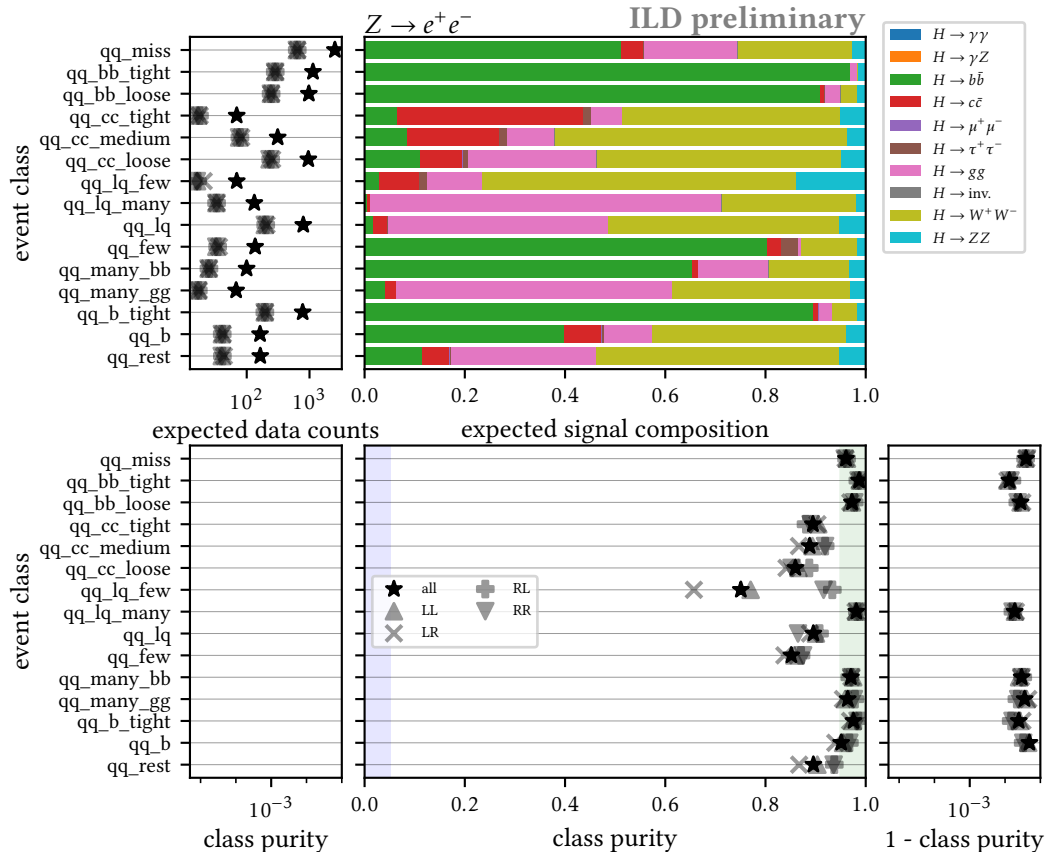 Z → e⁺e⁻
ILD preliminary
event class
qq_miss
qq_bb_tight
qq_bb_loose
qq_cc_tight
qq_cc_medium
qq_cc_loose
qq_lq_few
qq_lq_many
qq_lq
qq_few
qq_many_bb
qq_many_gg
qq_b_tight
qq_b
qq_rest
10² 10³
expected data counts
0.0 0.2 0.4 0.6 0.8 1.0
expected signal composition
H → γγ
H → γZ
H → bb̄
H → cc̄
H → μ⁺μ⁻
H → τ⁺τ⁻
H → gg
H → inv.
H → W⁺W⁻
H → ZZ
event class
qq_miss
qq_bb_tight
qq_bb_loose
qq_cc_tight
qq_cc_medium
qq_cc_loose
qq_lq_few
qq_lq_many
qq_lq
qq_few
qq_many_bb
qq_many_gg
qq_b_tight
qq_b
qq_rest
all
LL
LR
RL
RR
10⁻³
class purity
0.0 0.2 0.4 0.6 0.8 1.0
class purity
10⁻³
1 - class purity